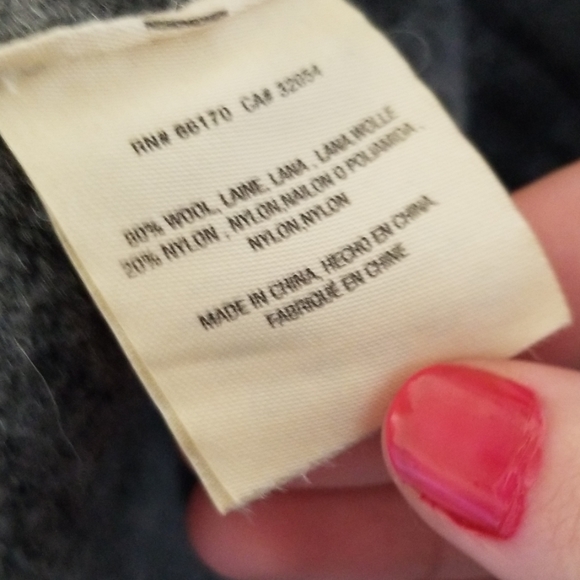 RN# 66170 CA# 32054
80% WOOL, LAINE, LANA, LANA,WOLLE
20% NYLON, NYLON,NAILON O POLIAMIDA,
NYLON,NYLON
MADE IN CHINA, HECHO EN CHINA,
FABRIQUÉ EN CHINE